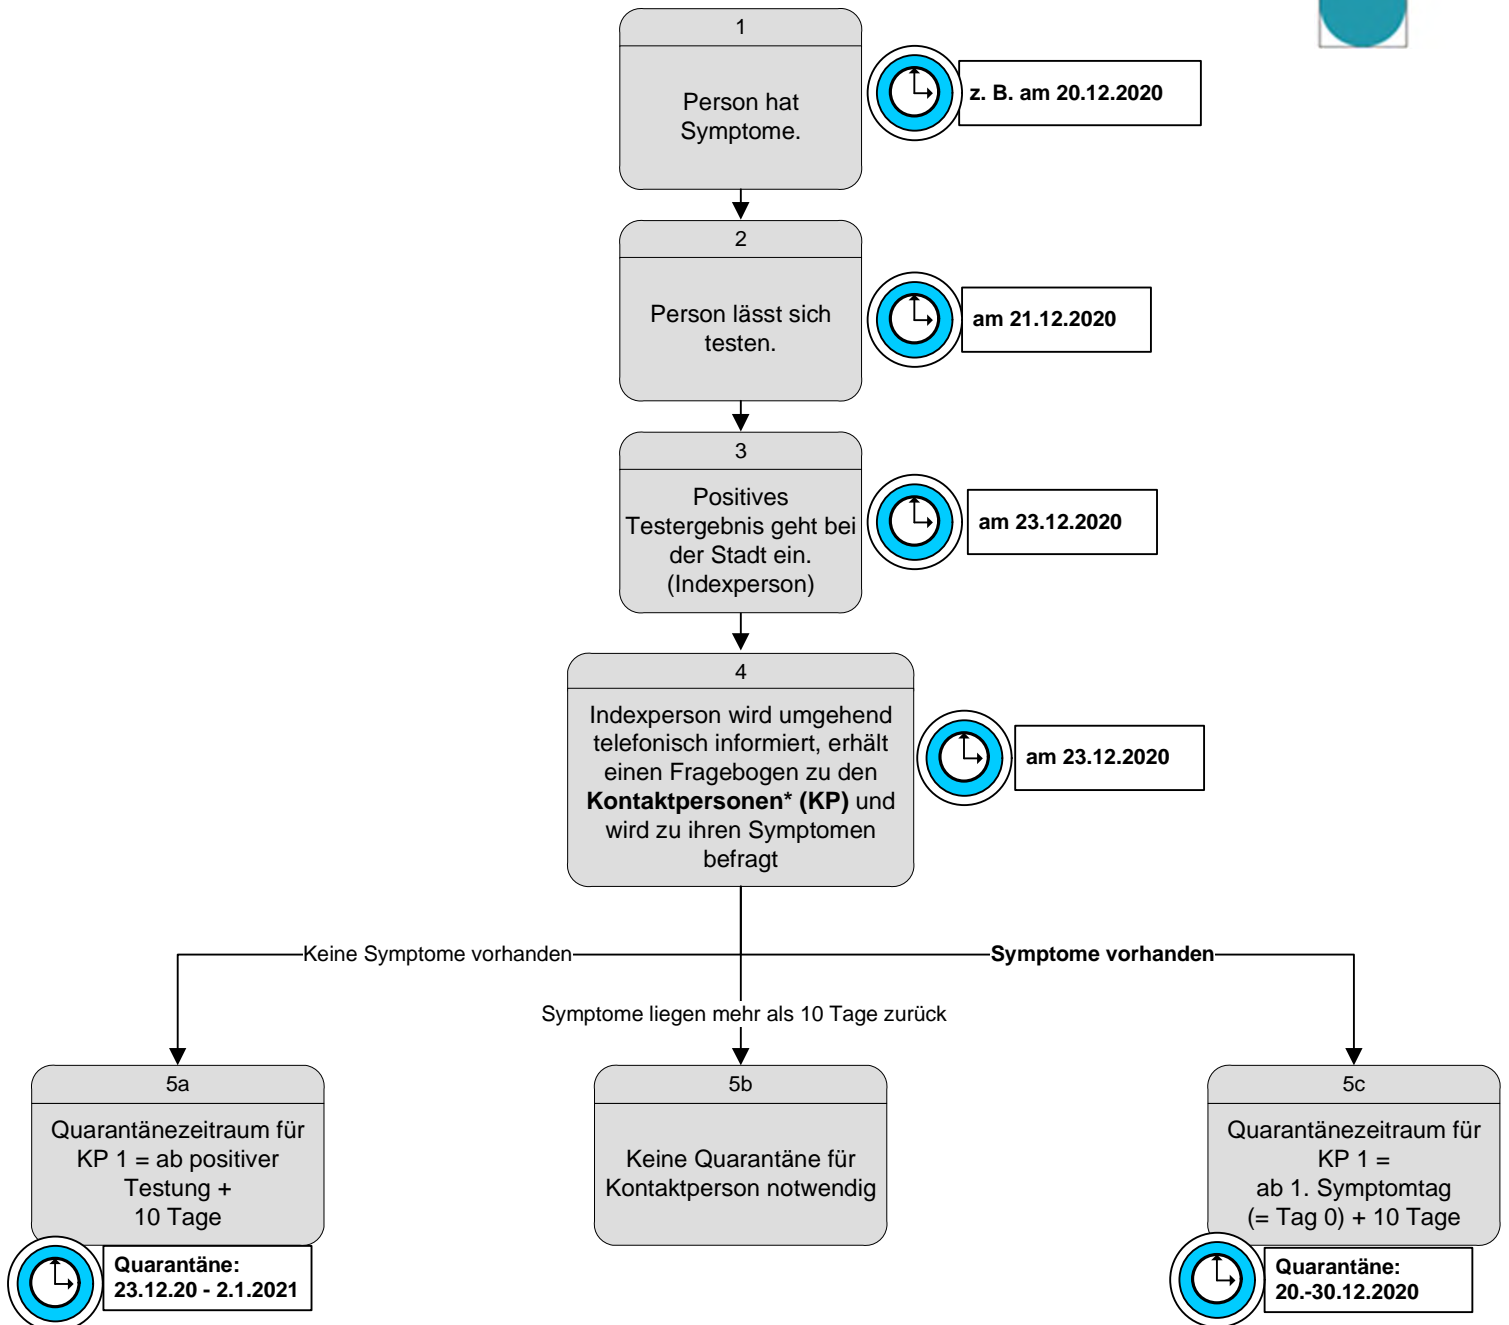 1
Person hat
Symptome.
z. B. am 20.12.2020
2
Person lässt sich
testen.
am 21.12.2020
3
Positives
Testergebnis geht bei
der Stadt ein.
(Indexperson)
am 23.12.2020
4
Indexperson wird umgehend
telefonisch informiert, erhält
einen Fragebogen zu den
Kontaktpersonen* (KP) und
wird zu ihren Symptomen
befragt
am 23.12.2020
Keine Symptome vorhanden
Symptome vorhanden
Symptome liegen mehr als 10 Tage zurück
5a
Quarantänezeitraum für
KP 1 = ab positiver
Testung +
10 Tage
Quarantäne:
23.12.20 - 2.1.2021
5b
Keine Quarantäne für
Kontaktperson notwendig
5c
Quarantänezeitraum für
KP 1 =
ab 1. Symptomtag
(= Tag 0) + 10 Tage
Quarantäne:
20.-30.12.2020